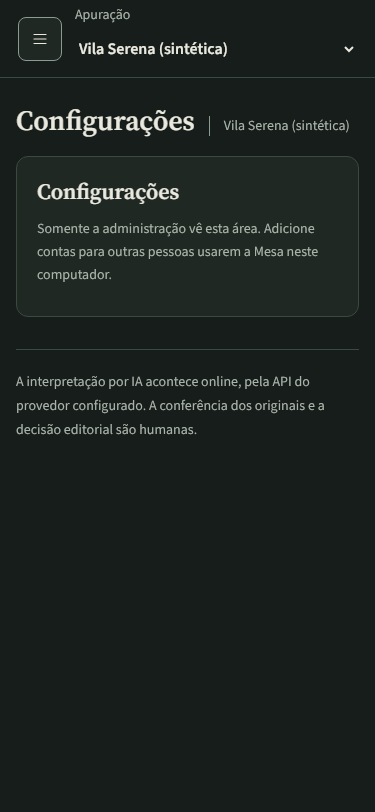 Apuração
Vila Serena (sintética)
Configurações
Vila Serena (sintética)
Configurações
Somente a administração vê esta área. Adicione
contas para outras pessoas usarem a Mesa neste
computador.
A interpretação por IA acontece online, pela API do
provedor configurado. A conferência dos originais e a
decisão editorial são humanas.